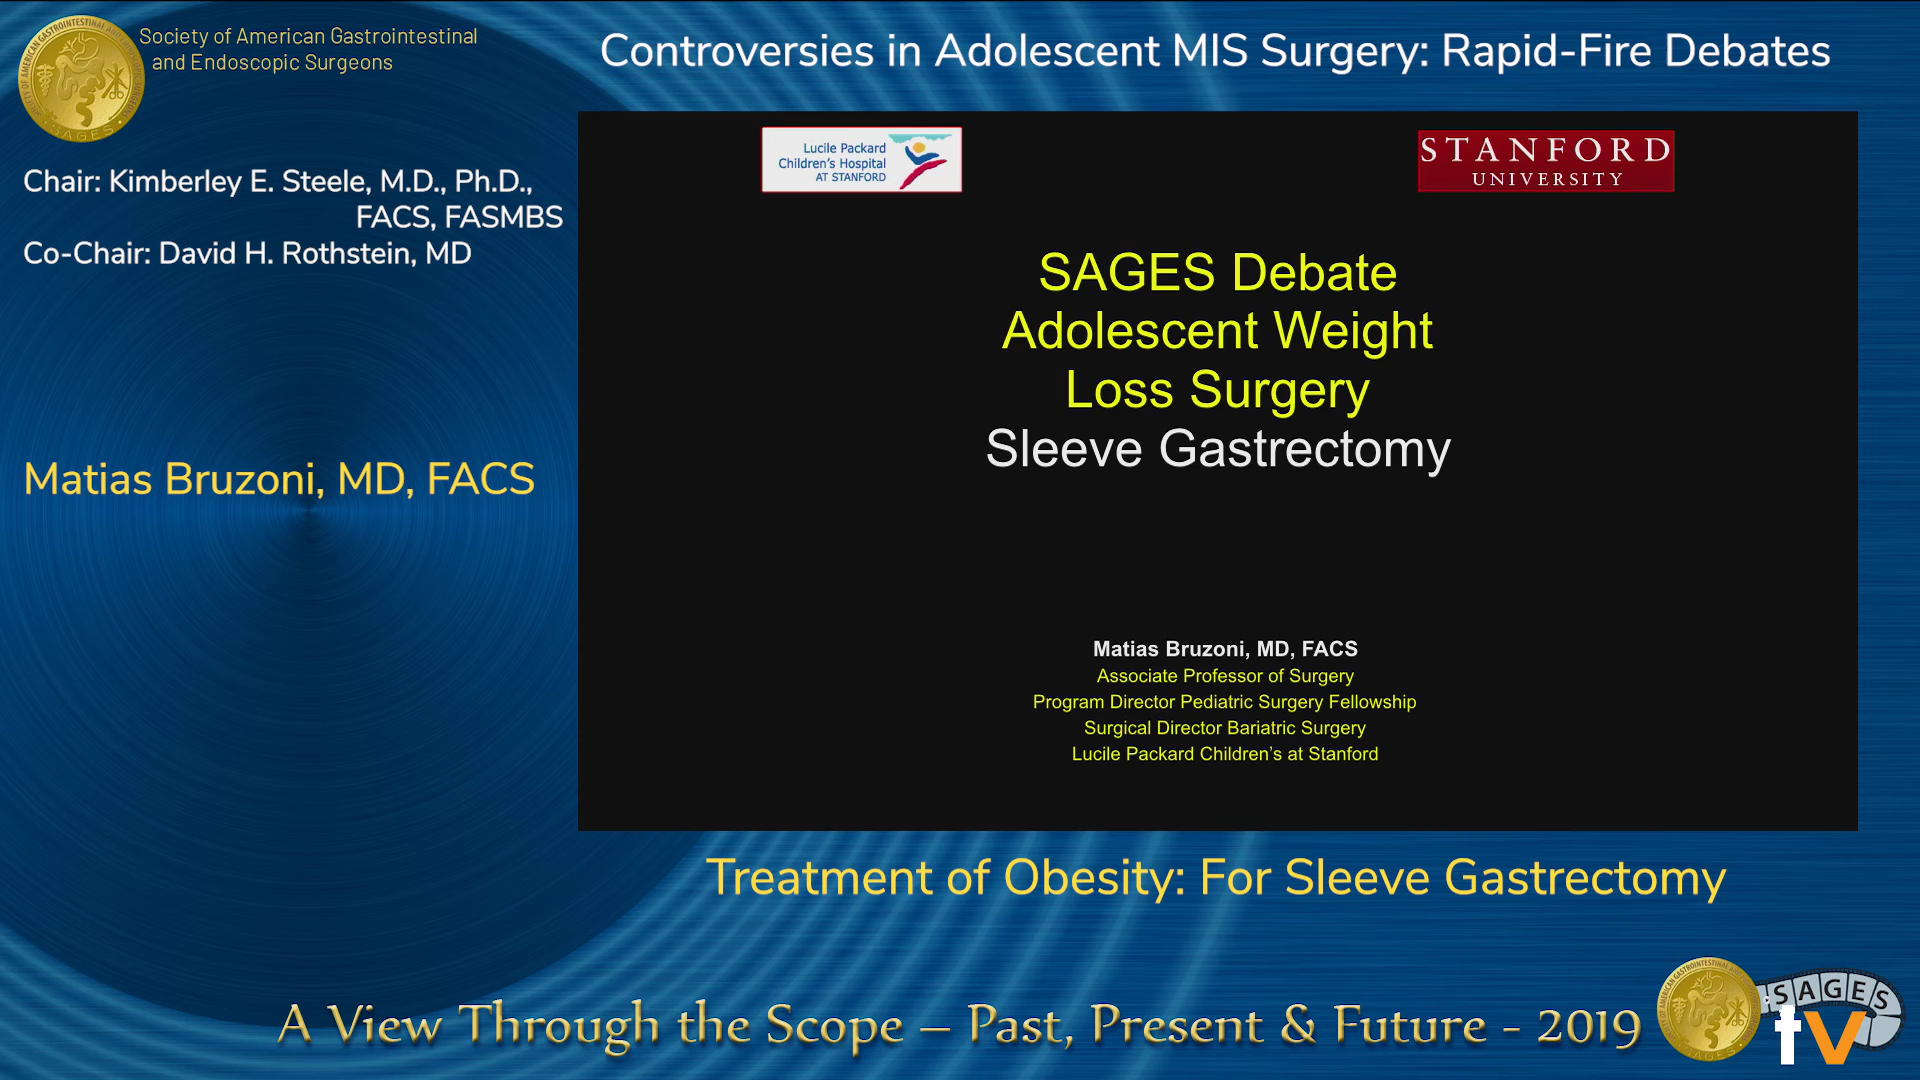 Society of American Gastrointestinal
and Endoscopic Surgeons
Controversies in Adolescent MIS Surgery: Rapid-Fire Debates
Chair: Kimberley E. Steele, M.D., Ph.D.,
FACS, FASMBS
Co-Chair: David H. Rothstein, MD
Matias Bruzoni, MD, FACS
Lucile Packard
Children's Hospital
AT STANFORD
STANFORD
UNIVERSITY
SAGES Debate
Adolescent Weight
Loss Surgery
Sleeve Gastrectomy
Matias Bruzoni, MD, FACS
Associate Professor of Surgery
Program Director Pediatric Surgery Fellowship
Surgical Director Bariatric Surgery
Lucile Packard Children’s at Stanford
Treatment of Obesity: For Sleeve Gastrectomy
A View Through the Scope – Past, Present & Future - 2019
SAGES
tv